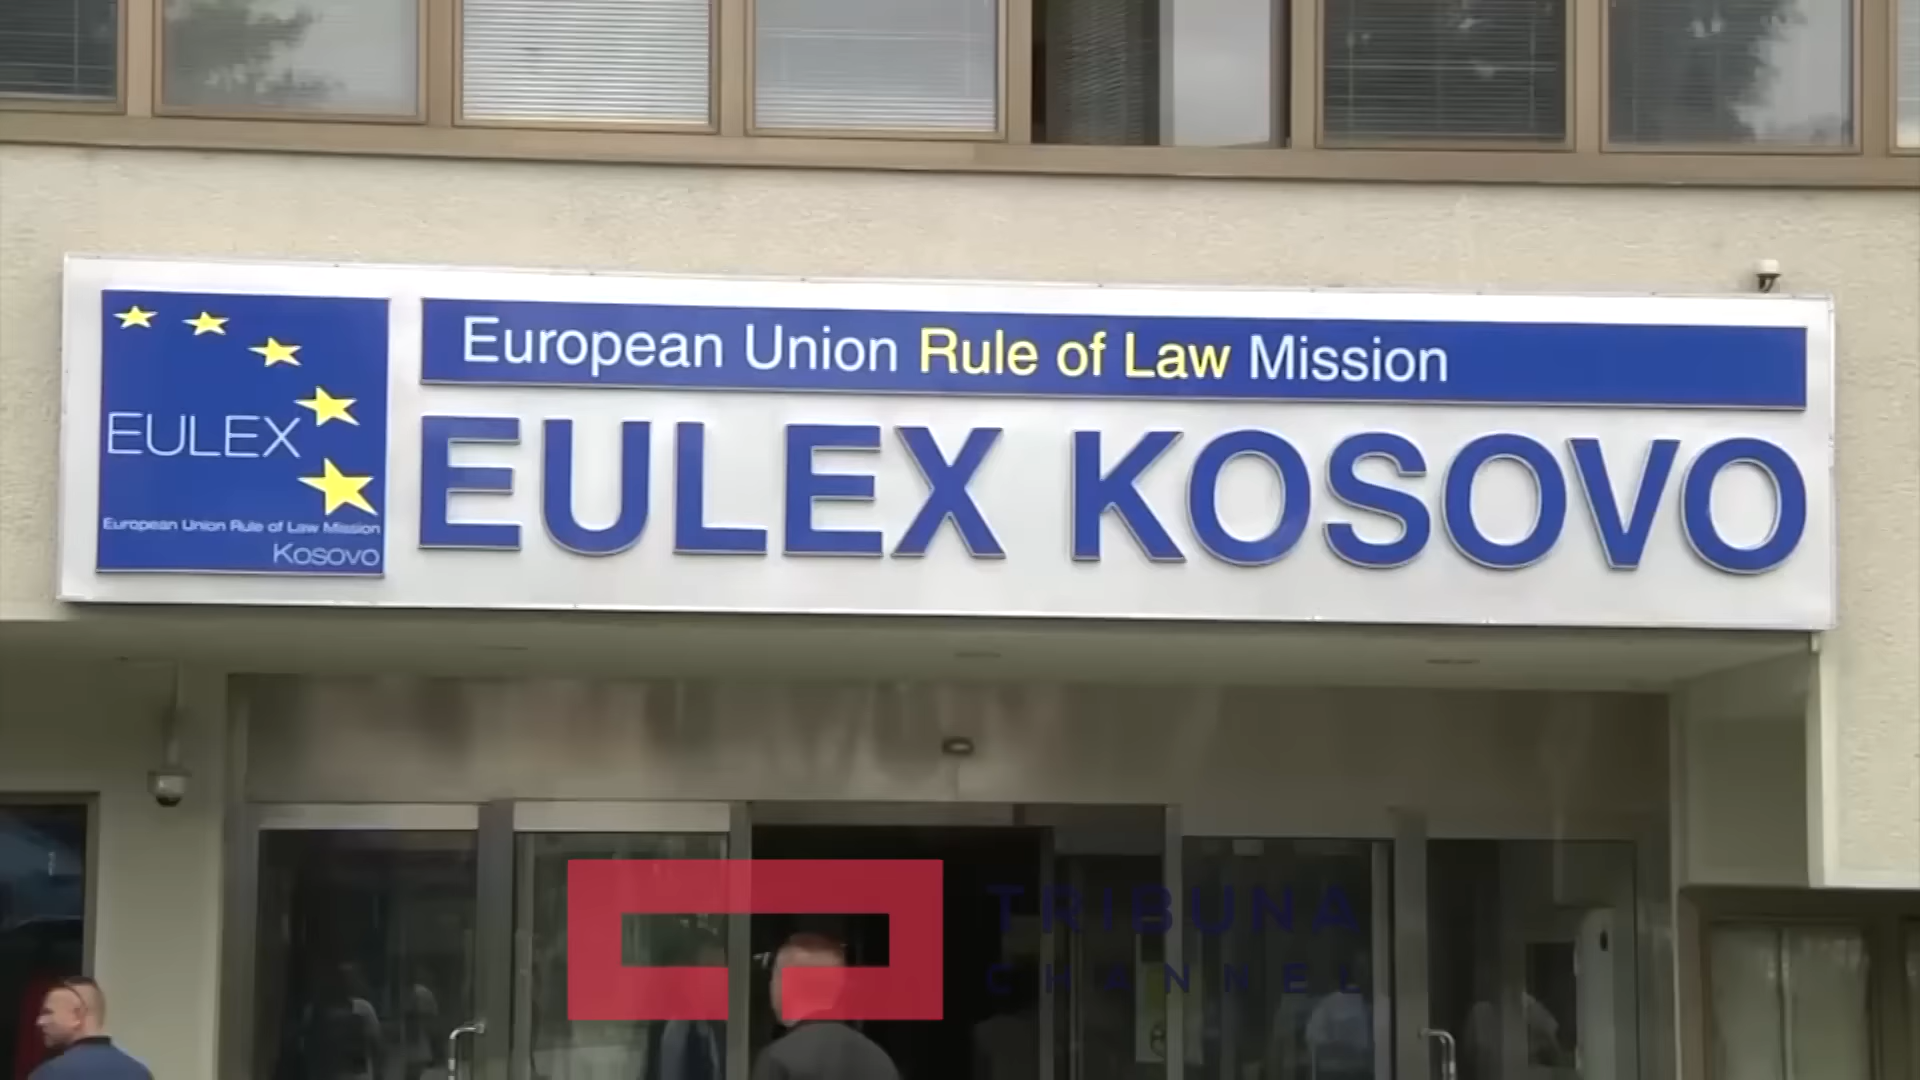 European Union Rule of Law Mission
EULEX KOSOVO
EULEX
European Union Rule of Law Mission
Kosovo
TRIBUNA
CHANNEL